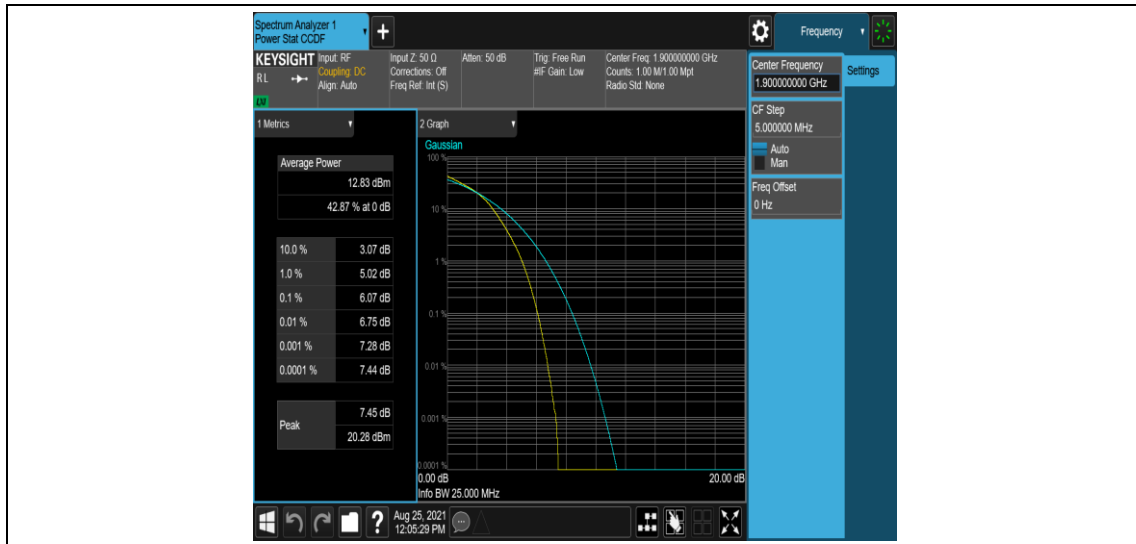 Spectrum Analyzer 1
Power Stat CCDF
+
Frequency
KEYSIGHT
RL
LXI
Input: RF
Coupling: DC
Align: Auto
Input Z: 50 Ω
Corrections: Off
Freq Ref: Int (S)
Atten: 50 dB
Trig: Free Run
#IF Gain: Low
Center Freq: 1.900000000 GHz
Counts: 1.00 M/1.00 Mpt
Radio Std: None
Center Frequency
1.900000000 GHz
Settings
CF Step
5.000000 MHz
Auto
Man
Freq Offset
0 Hz
1 Metrics
Average Power
12.83 dBm
42.87 % at 0 dB
10.0 % 3.07 dB
1.0 % 5.02 dB
0.1 % 6.07 dB
0.01 % 6.75 dB
0.001 % 7.28 dB
0.0001 % 7.44 dB
Peak
7.45 dB
20.28 dBm
2 Graph
Gaussian
100 %
10 %
1 %
0.1 %
0.01 %
0.001 %
0.0001 %
0.00 dB 20.00 dB
Info BW 25.000 MHz
?
Aug 25, 2021
12:05:29 PM